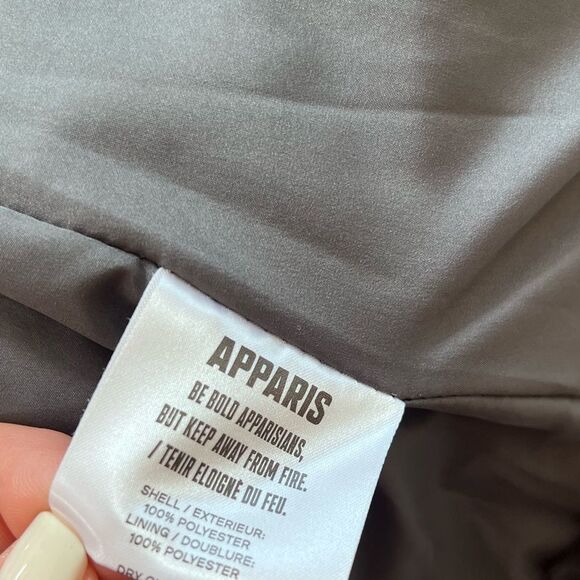 APPARIS
BE BOLD APPARISIANS,
BUT KEEP AWAY FROM FIRE.
/ TENIR ELOIGNÉ DU FEU.
SHELL / EXTERIEUR:
100% POLYESTER
LINING / DOUBLURE:
100% POLYESTER
DRY